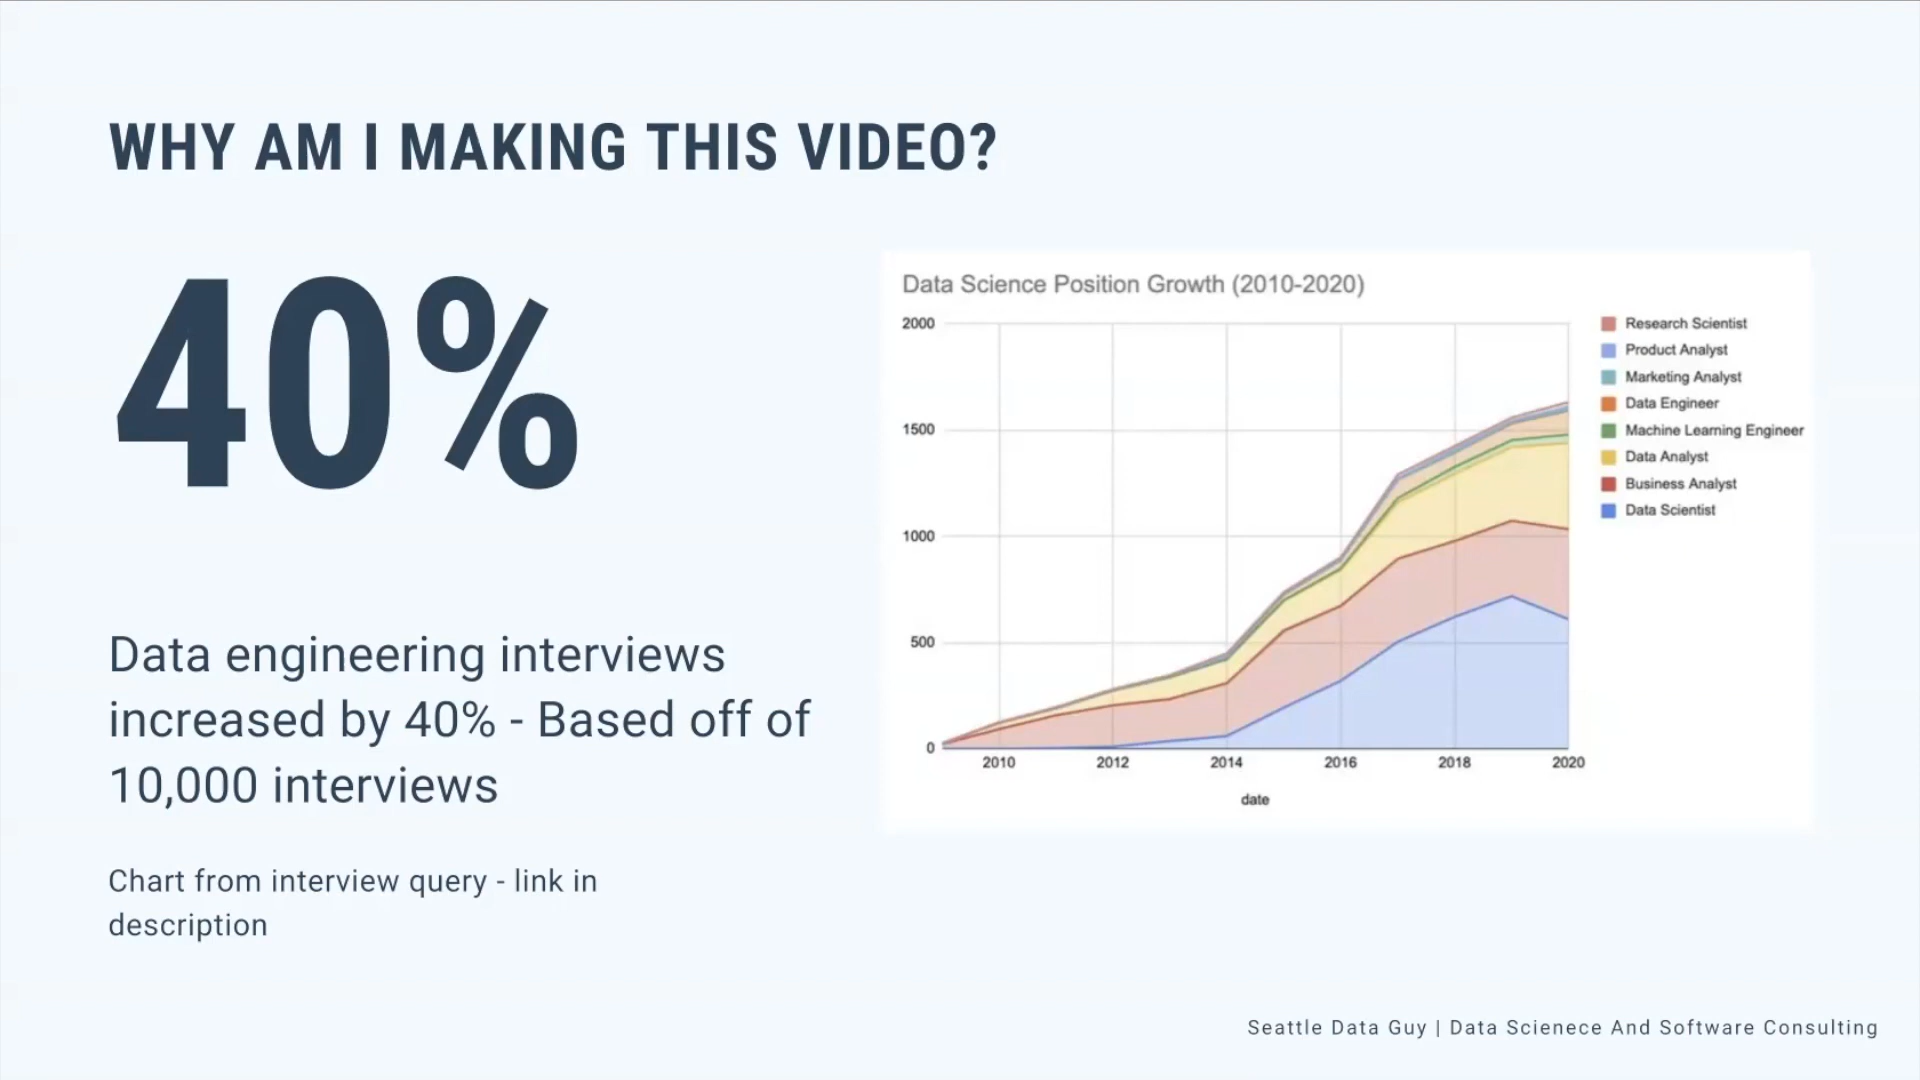 WHY AM I MAKING THIS VIDEO?
40%
Data engineering interviews
increased by 40% - Based off of
10,000 interviews
Chart from interview query - link in
description
Data Science Position Growth (2010-2020)
2000
1500
1000
500
0
2010
2012
2014
2016
2018
2020
date
Research Scientist
Product Analyst
Marketing Analyst
Data Engineer
Machine Learning Engineer
Data Analyst
Business Analyst
Data Scientist
Seattle Data Guy | Data Scienece And Software Consulting